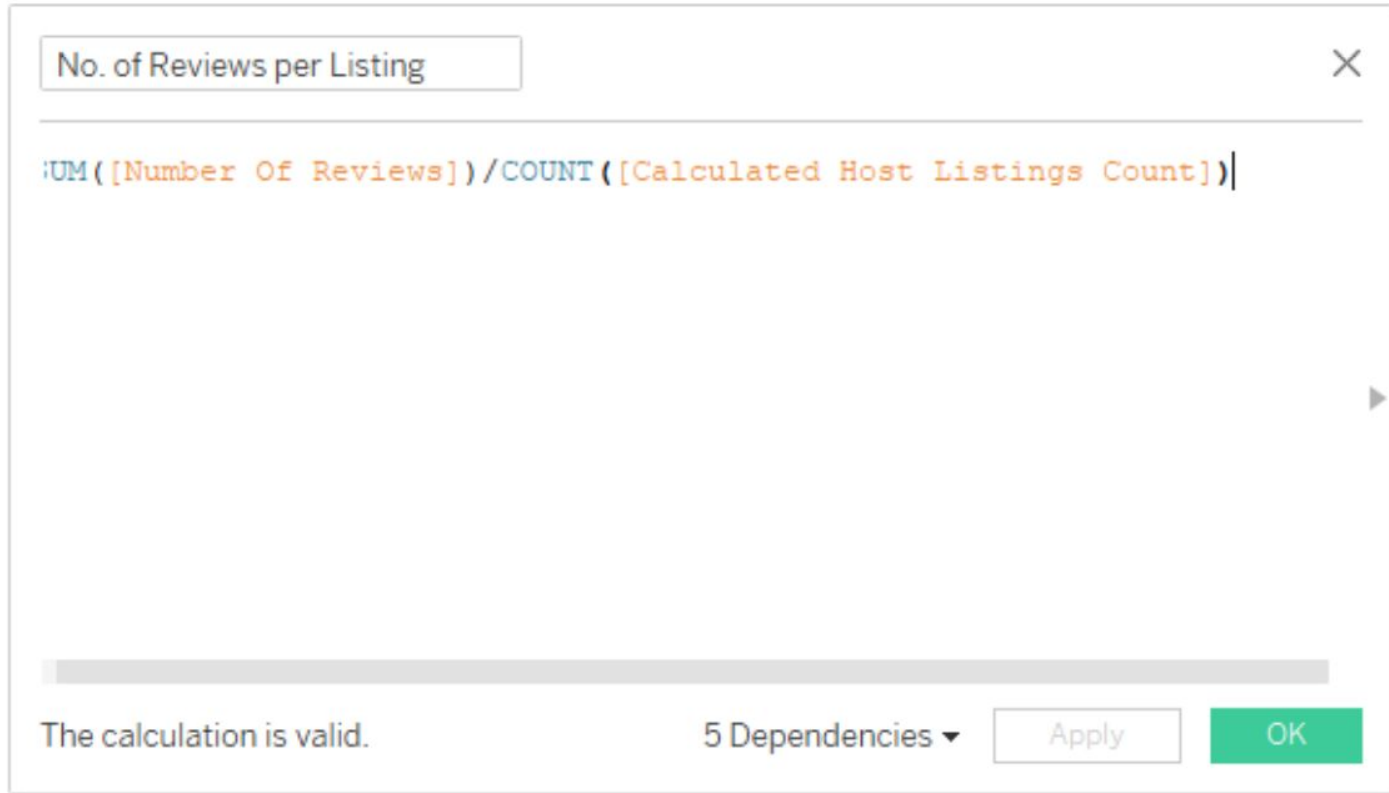 No. of Reviews per Listing
SUM([Number Of Reviews])/COUNT([Calculated Host Listings Count])
The calculation is valid.
5 Dependencies
Apply
OK